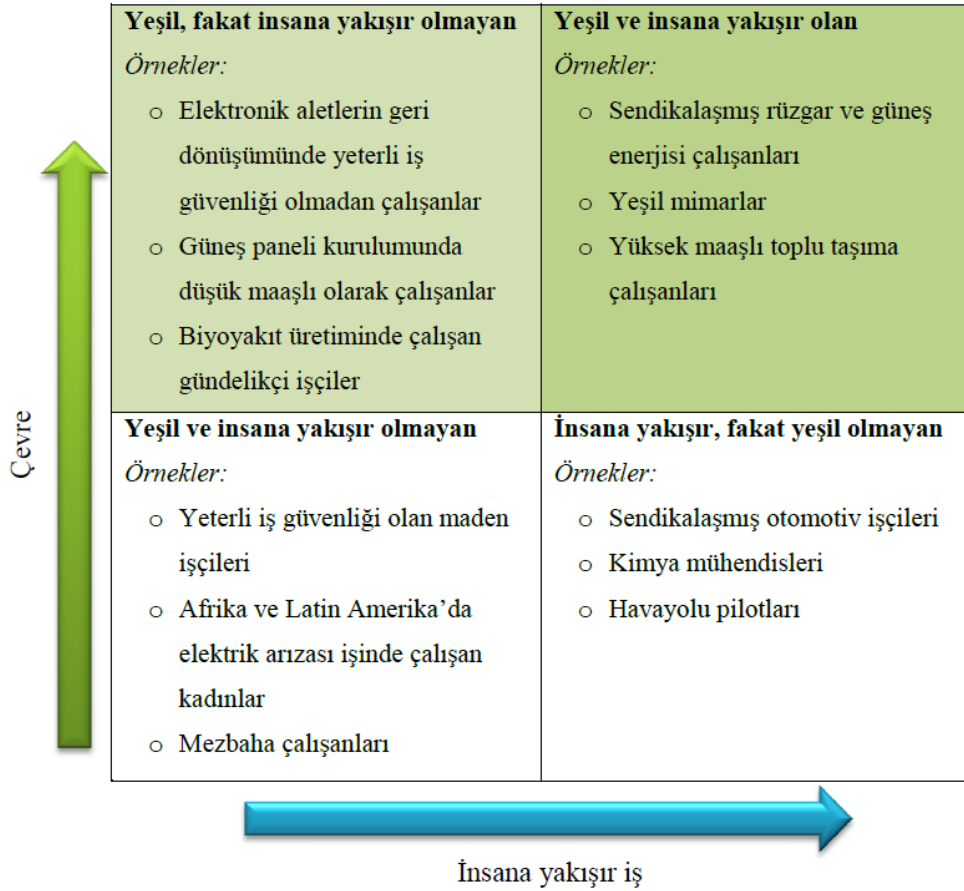 Yeşil, fakat insana yakışır olmayan
Örnekler:
o Elektronik aletlerin geri
dönüşümünde yeterli iş
güvenliği olmadan çalışanlar
o Güneş paneli kurulumunda
düşük maaşlı olarak çalışanlar
o Biyoyakıt üretiminde çalışan
gündelikçi işçiler
Yeşil ve insana yakışır olan
Örnekler:
o Sendikalaşmış rüzgar ve güneş
enerjisi çalışanları
o Yeşil mimarlar
o Yüksek maaşlı toplu taşıma
çalışanları
Çevre
Yeşil ve insana yakışır olmayan
Örnekler:
o Yeterli iş güvenliği olan maden
işçileri
o Afrika ve Latin Amerika’da
elektrik arızası işinde çalışan
kadınlar
o Mezbaha çalışanları
İnsana yakışır, fakat yeşil olmayan
Örnekler:
o Sendikalaşmış otomotiv işçileri
o Kimya mühendisleri
o Havayolu pilotları
İnsana yakışır iş